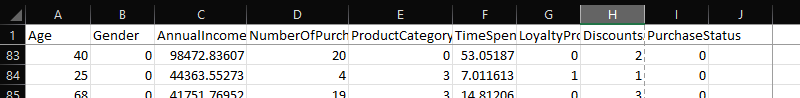 A B C D E F G H I J
1 Age Gender AnnualIncome NumberOfPurch ProductCategory TimeSpen LoyaltyPro Discounts PurchaseStatus
83 40 0 98472.83607 20 0 53.05187 0 2 0
84 25 0 44363.55273 4 3 7.011613 1 1 0
85 68 0 41751.76952 19 3 14.81206 0 3 0